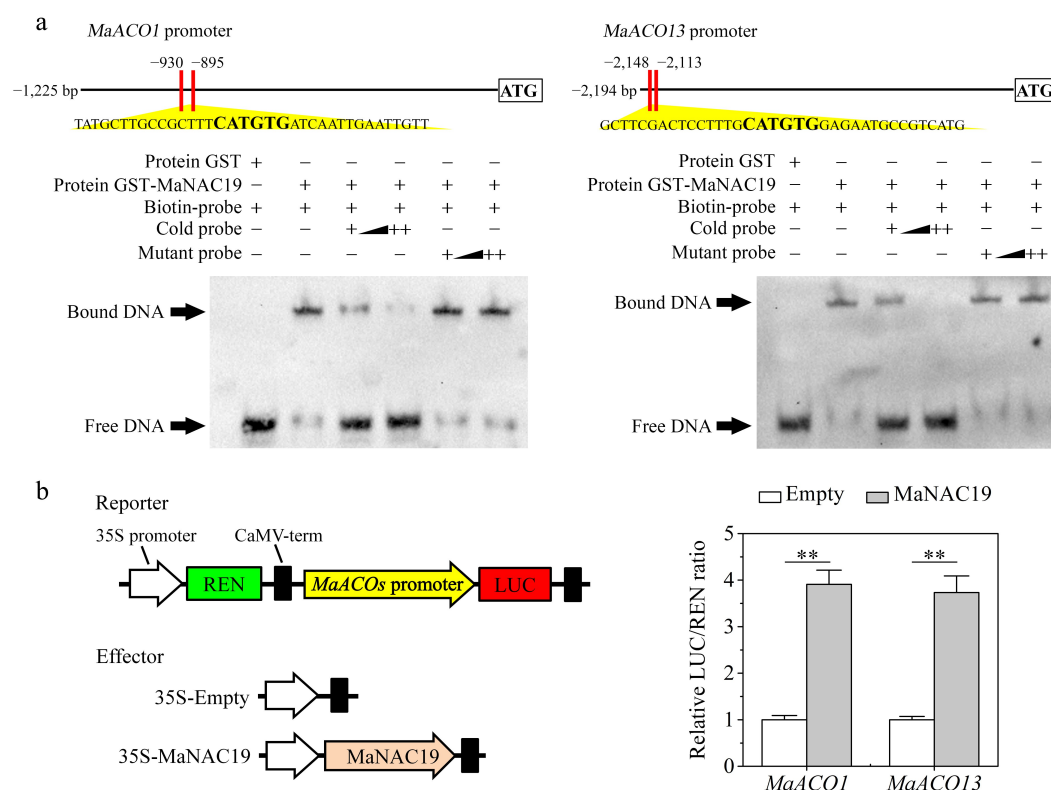 a
MaACO1 promoter
−930 −895
−1,225 bp
ATG
TATGCTTGCCGCTTTCATGTGATCAATTGAATTGTT
Protein GST + − − − − −
Protein GST-MaNAC19 − + + + + +
Biotin-probe + + + + + +
Cold probe − − + ++ − −
Mutant probe − − − − + ++
Bound DNA
Free DNA
MaACO13 promoter
−2,148 −2,113
−2,194 bp
ATG
GCTTCGACTCCTTTGCATGTGGAGAATGCCGTCATG
Protein GST + − − − − −
Protein GST-MaNAC19 − + + + + +
Biotin-probe + + + + + +
Cold probe − − + ++ − −
Mutant probe − − − − + ++
Bound DNA
Free DNA
b
Reporter
35S promoter CaMV-term
REN MaACOs promoter LUC
Effector
35S-Empty
35S-MaNAC19 MaNAC19
Empty MaNAC19
Relative LUC/REN ratio
5
4
3
2
1
0
** **
MaACO1 MaACO13